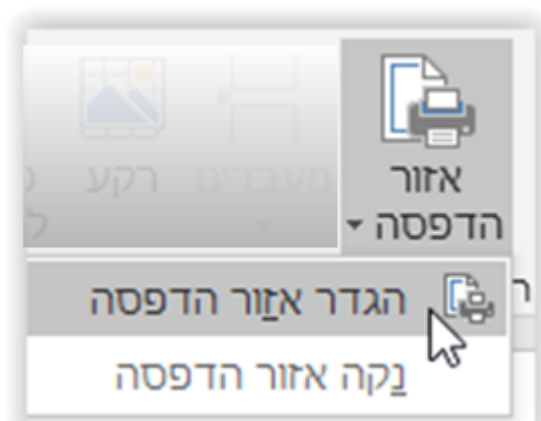 אזור
הדפסה
מעברים
רקע
הגדר אזור הדפסה
נקה אזור הדפסה